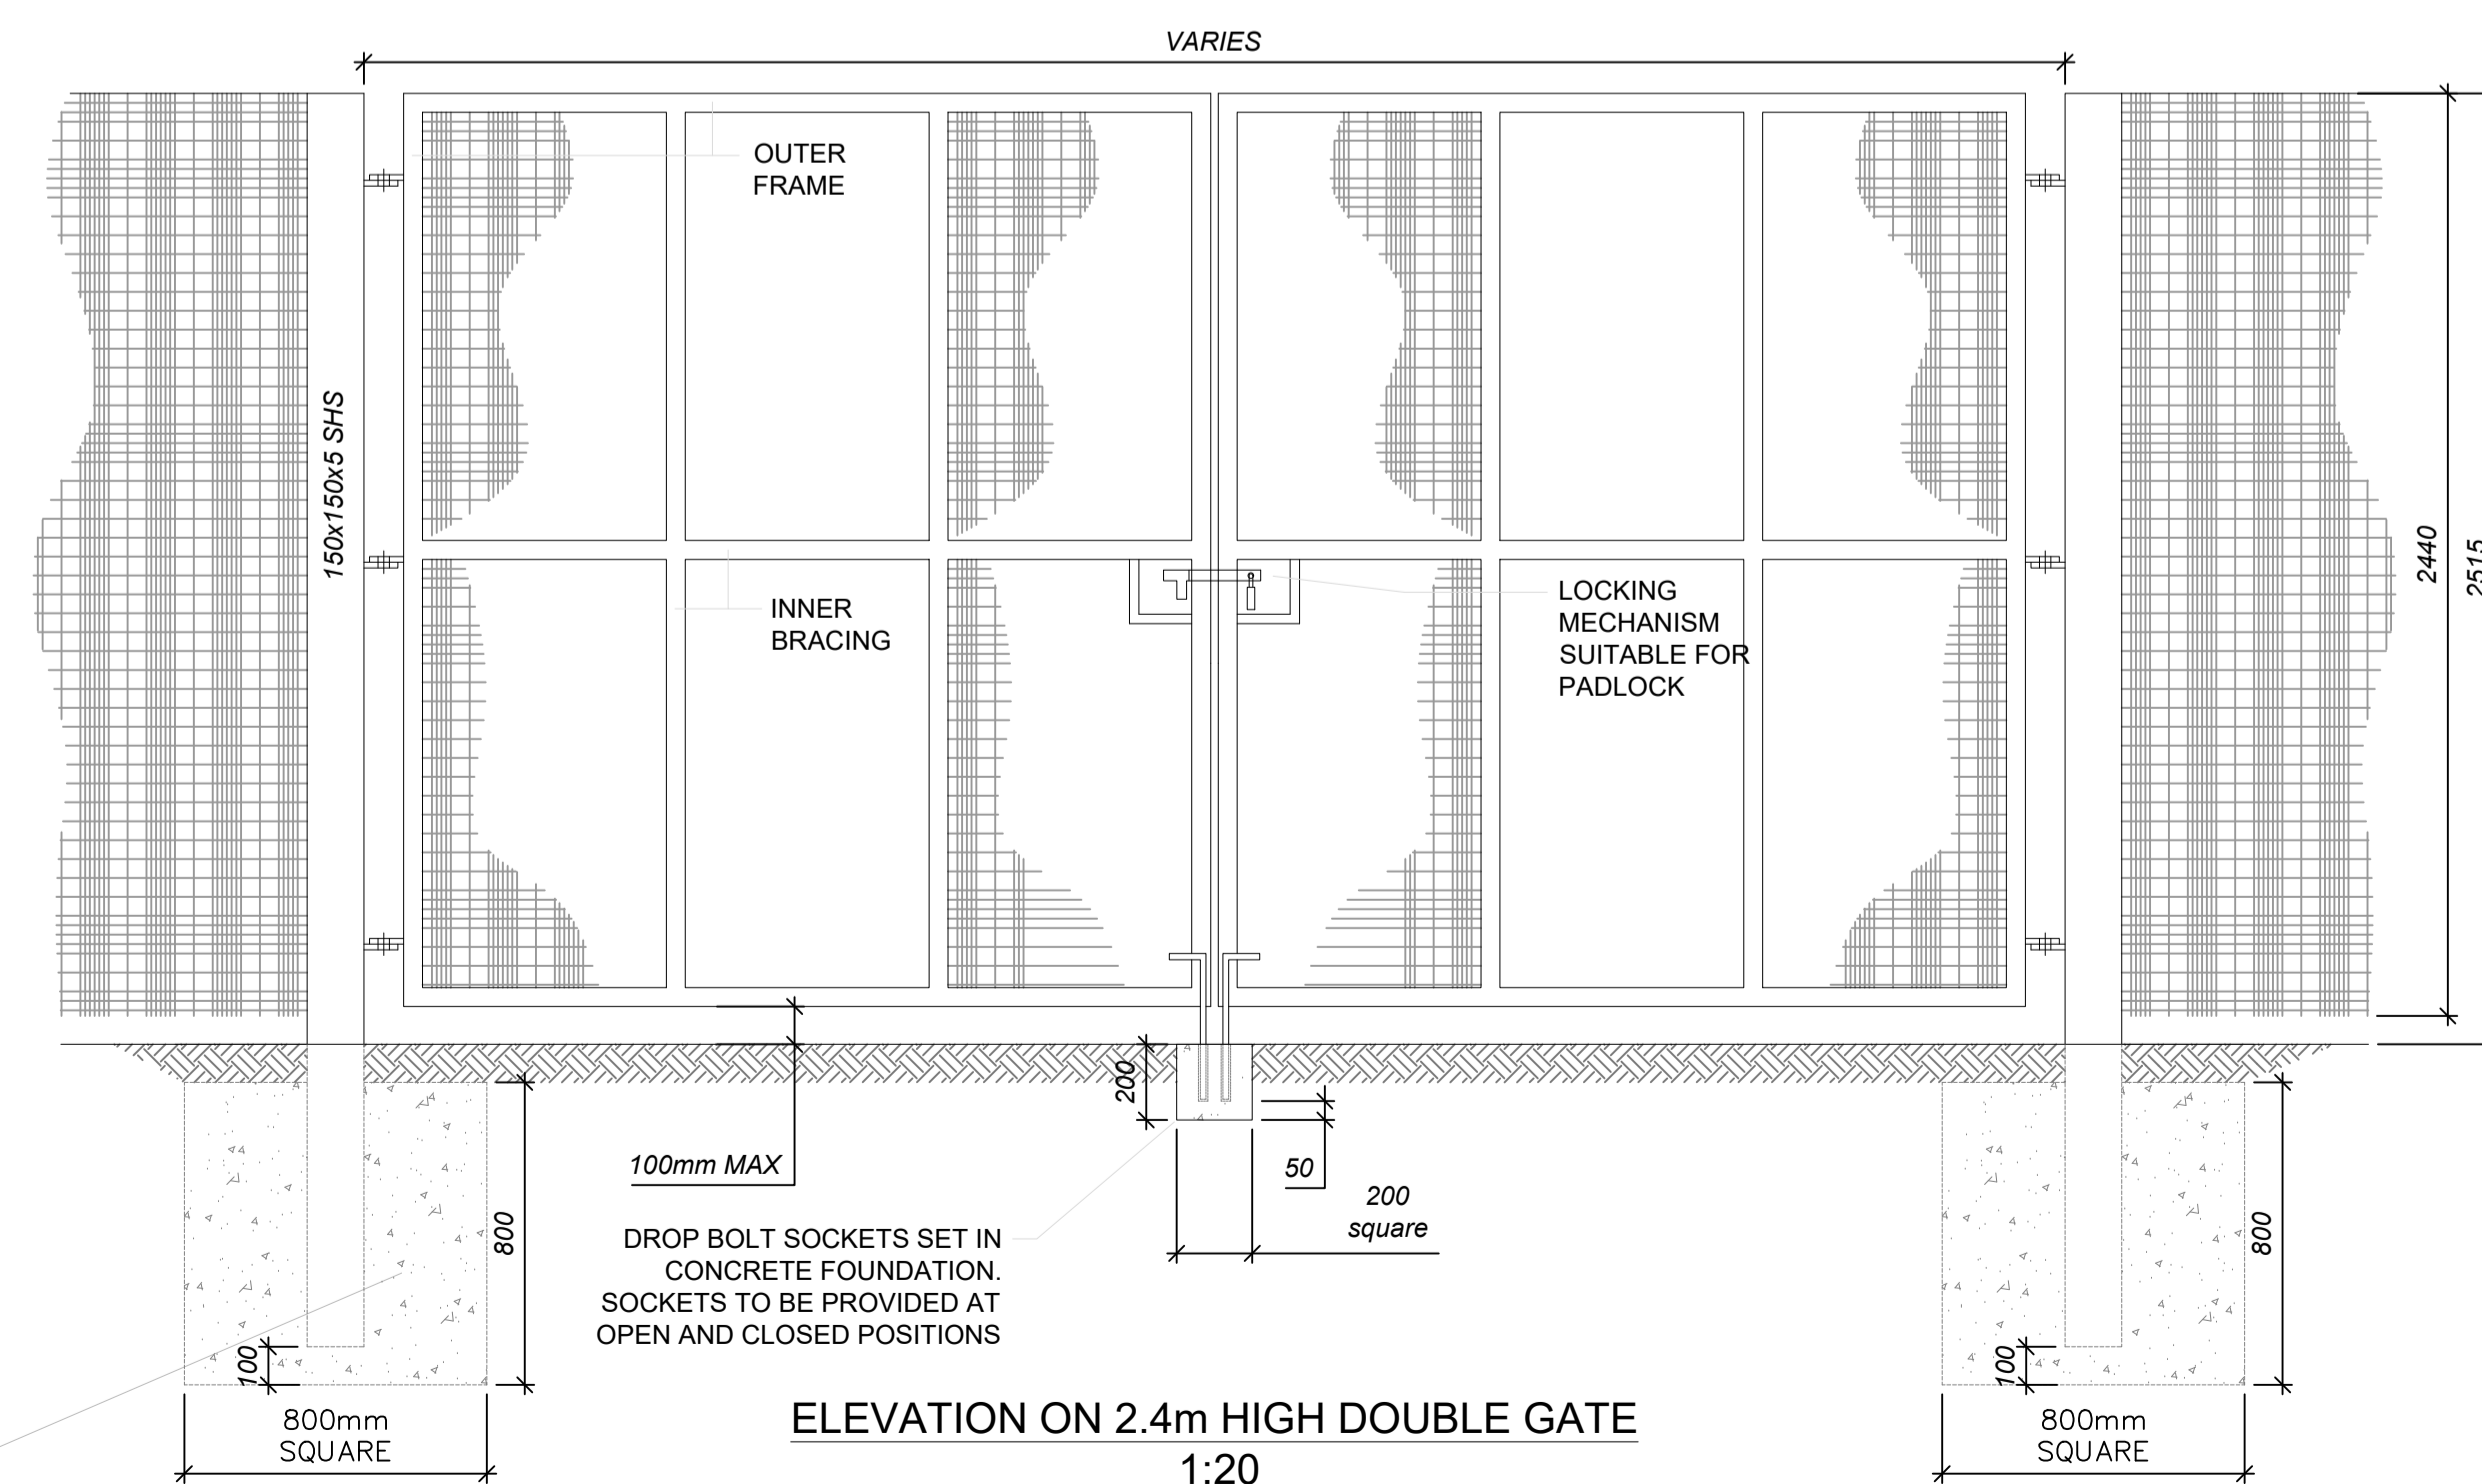 VARIES
OUTER
FRAME
150x150x5 SHS
2440
2515
INNER
BRACING
LOCKING
MECHANISM
SUITABLE FOR
PADLOCK
200
100mm MAX
50
200
square
800
800
DROP BOLT SOCKETS SET IN
CONCRETE FOUNDATION.
SOCKETS TO BE PROVIDED AT
OPEN AND CLOSED POSITIONS
100
100
800mm
SQUARE
ELEVATION ON 2.4m HIGH DOUBLE GATE
1:20
800mm
SQUARE